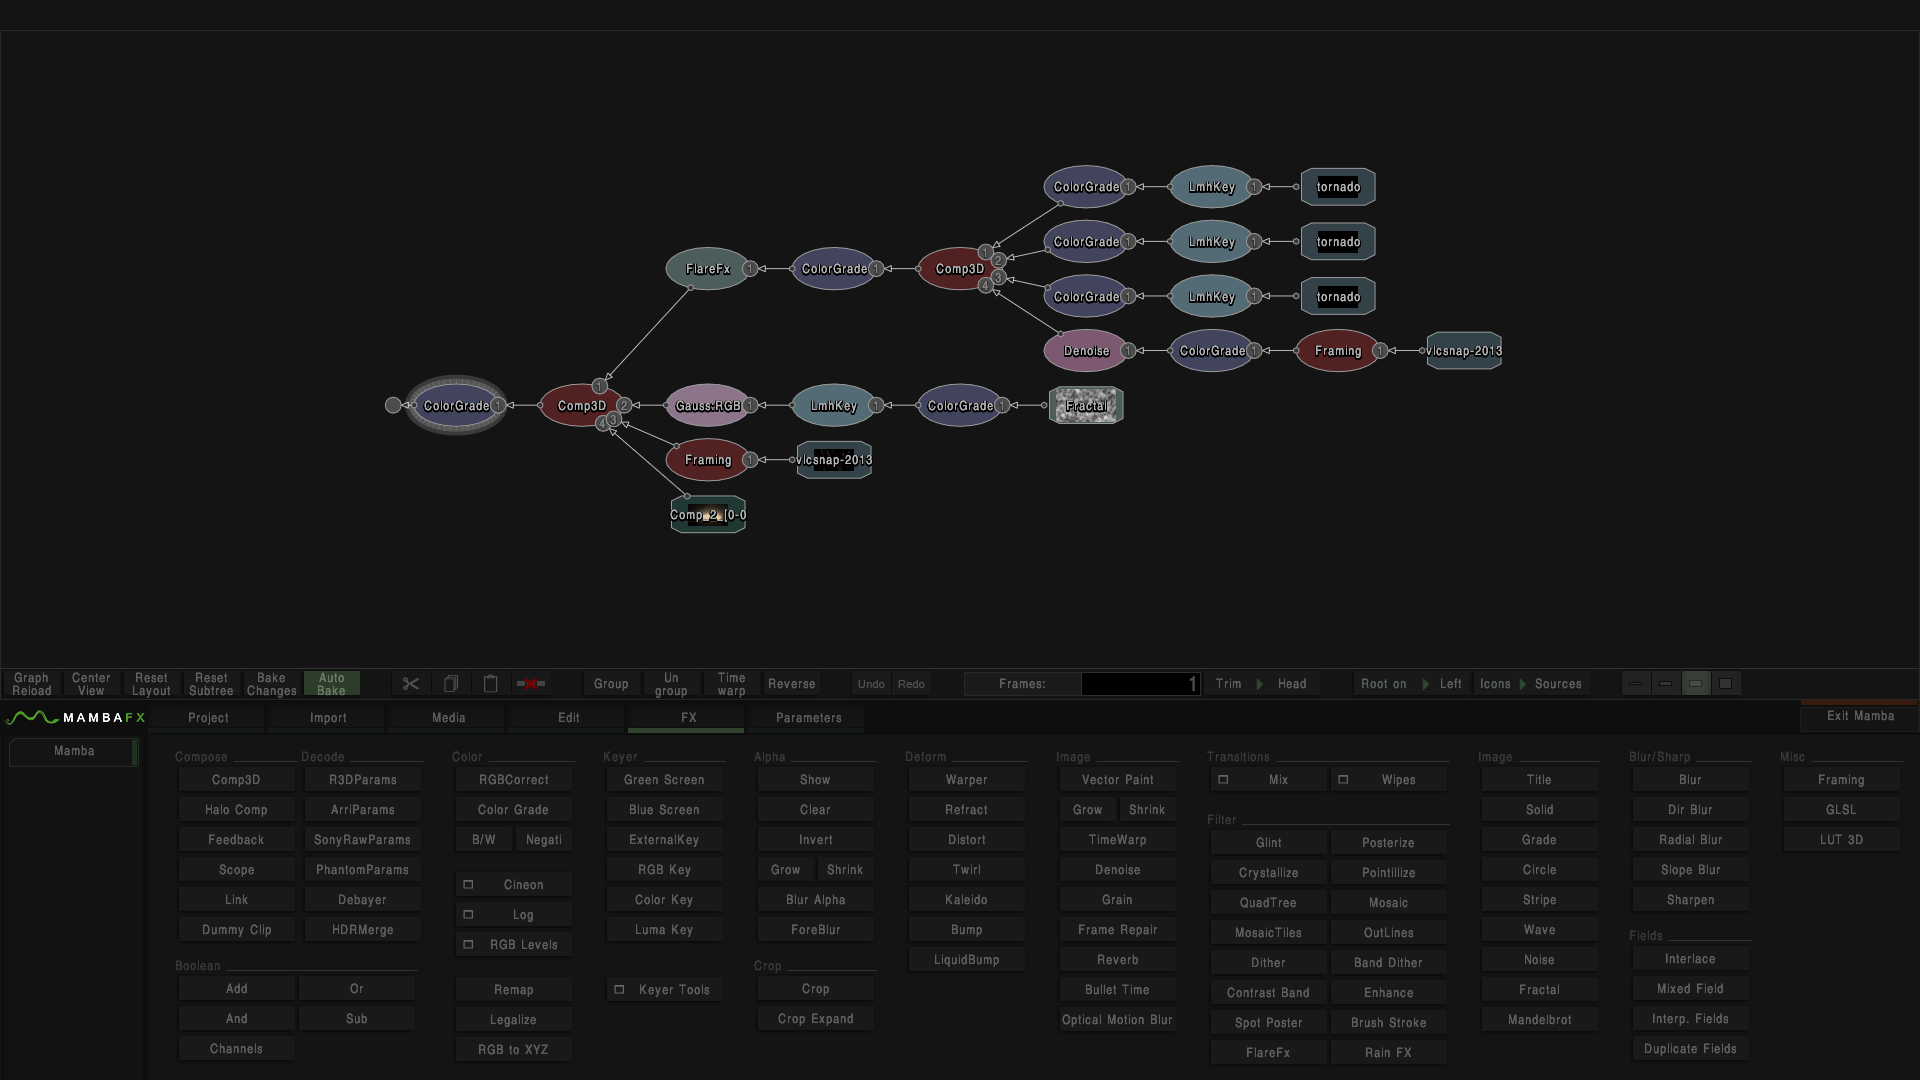 ColorGrade 1 LmhKey 1 tornado
ColorGrade 1 LmhKey 1 tornado
FlareFx 1 ColorGrade 1 Comp3D 1 2 3 4
ColorGrade 1 LmhKey 1 tornado
Denoise 1 ColorGrade 1 Framing 1 vlcsnap-2013
ColorGrade 1 Comp3D 1 2 3 4 Gauss:RGB 1 LmhKey 1 ColorGrade 1 Fractal
Framing 1 vlcsnap-2013
Comp_2_[0-0
Graph Reload
Center View
Reset Layout
Reset Subtree
Bake Changes
Auto Bake
Group
Un group
Time warp
Reverse
Undo
Redo
Frames: 1
Trim Head
Root on Left
Icons Sources
MAMBAFX
Project
Import
Media
Edit
FX
Parameters
Exit Mamba
Mamba
Compose
Comp3D
Halo Comp
Feedback
Scope
Link
Dummy Clip
Decode
R3DParams
ArriParams
SonyRawParams
PhantomParams
Debayer
HDRMerge
Boolean
Add
Or
And
Sub
Channels
Color
RGBCorrect
Color Grade
B/W
Negati
Cineon
Log
RGB Levels
Remap
Legalize
RGB to XYZ
Keyer
Green Screen
Blue Screen
ExternalKey
RGB Key
Color Key
Luma Key
Keyer Tools
Alpha
Show
Clear
Invert
Grow
Shrink
Blur Alpha
ForeBlur
Crop
Crop
Crop Expand
Deform
Warper
Refract
Distort
Twirl
Kaleido
Bump
LiquidBump
Image
Vector Paint
Grow
Shrink
TimeWarp
Denoise
Grain
Frame Repair
Reverb
Bullet Time
Optical Motion Blur
Transitions
Mix
Wipes
Filter
Glint
Posterize
Crystallize
Pointillize
QuadTree
Mosaic
MosaicTiles
OutLines
Dither
Band Dither
Contrast Band
Enhance
Spot Poster
Brush Stroke
FlareFx
Rain FX
Image
Title
Solid
Grade
Circle
Stripe
Wave
Noise
Fractal
Mandelbrot
Blur/Sharp
Blur
Dir Blur
Radial Blur
Slope Blur
Sharpen
Fields
Interlace
Mixed Field
Interp. Fields
Duplicate Fields
Misc
Framing
GLSL
LUT 3D